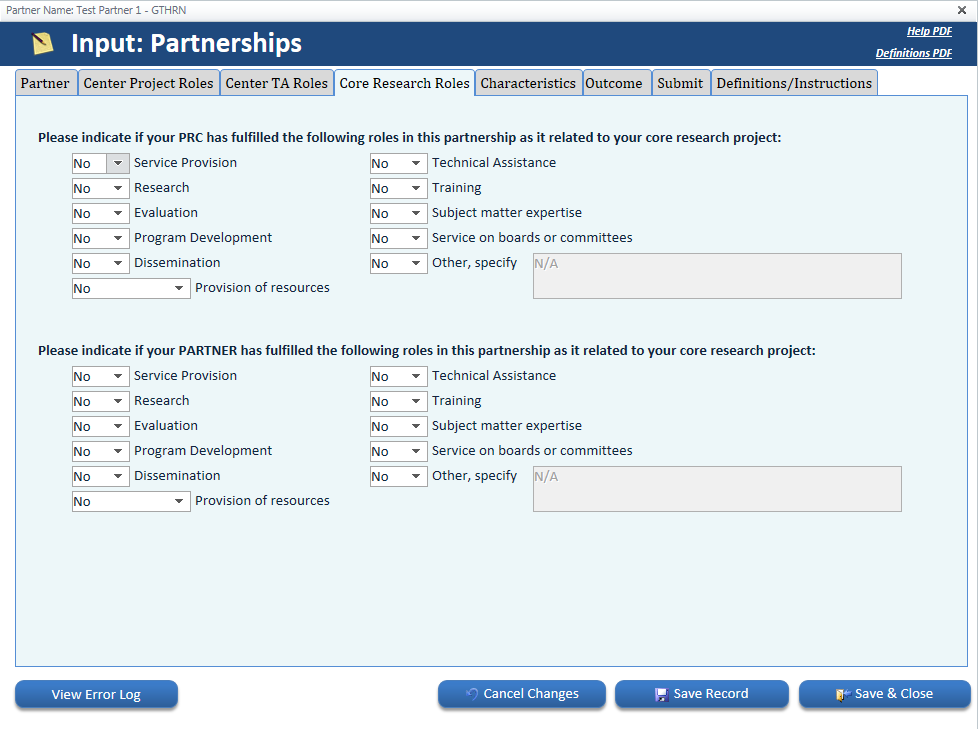 Partner Name: Test Partner 1 - GTHRN
Input: Partnerships
Help PDF
Definitions PDF
Partner Center Project Roles Center TA Roles Core Research Roles Characteristics Outcome Submit Definitions/Instructions
Please indicate if your PRC has fulfilled the following roles in this partnership as it related to your core research project:
No Service Provision No Technical Assistance
No Research No Training
No Evaluation No Subject matter expertise
No Program Development No Service on boards or committees
No Dissemination No Other, specify N/A
No Provision of resources
Please indicate if your PARTNER has fulfilled the following roles in this partnership as it related to your core research project:
No Service Provision No Technical Assistance
No Research No Training
No Evaluation No Subject matter expertise
No Program Development No Service on boards or committees
No Dissemination No Other, specify N/A
No Provision of resources
View Error Log Cancel Changes Save Record Save & Close